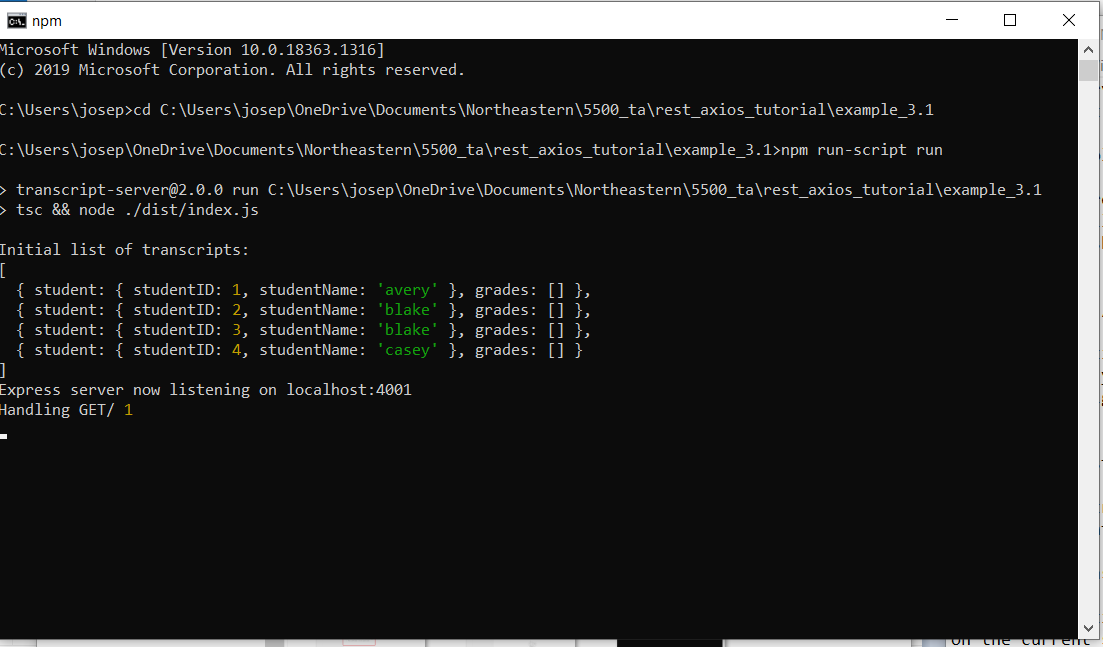 npm
Microsoft Windows [Version 10.0.18363.1316]
(c) 2019 Microsoft Corporation. All rights reserved.
C:\Users\josep>cd C:\Users\josep\OneDrive\Documents\Northeastern\5500_ta\rest_axios_tutorial\example_3.1
C:\Users\josep\OneDrive\Documents\Northeastern\5500_ta\rest_axios_tutorial\example_3.1>npm run-script run
> transcript-server@2.0.0 run C:\Users\josep\OneDrive\Documents\Northeastern\5500_ta\rest_axios_tutorial\example_3.1
> tsc && node ./dist/index.js
Initial list of transcripts:
[
  { student: { studentID: 1, studentName: 'avery' }, grades: [] },
  { student: { studentID: 2, studentName: 'blake' }, grades: [] },
  { student: { studentID: 3, studentName: 'blake' }, grades: [] },
  { student: { studentID: 4, studentName: 'casey' }, grades: [] }
]
Express server now listening on localhost:4001
Handling GET/ 1
on the current